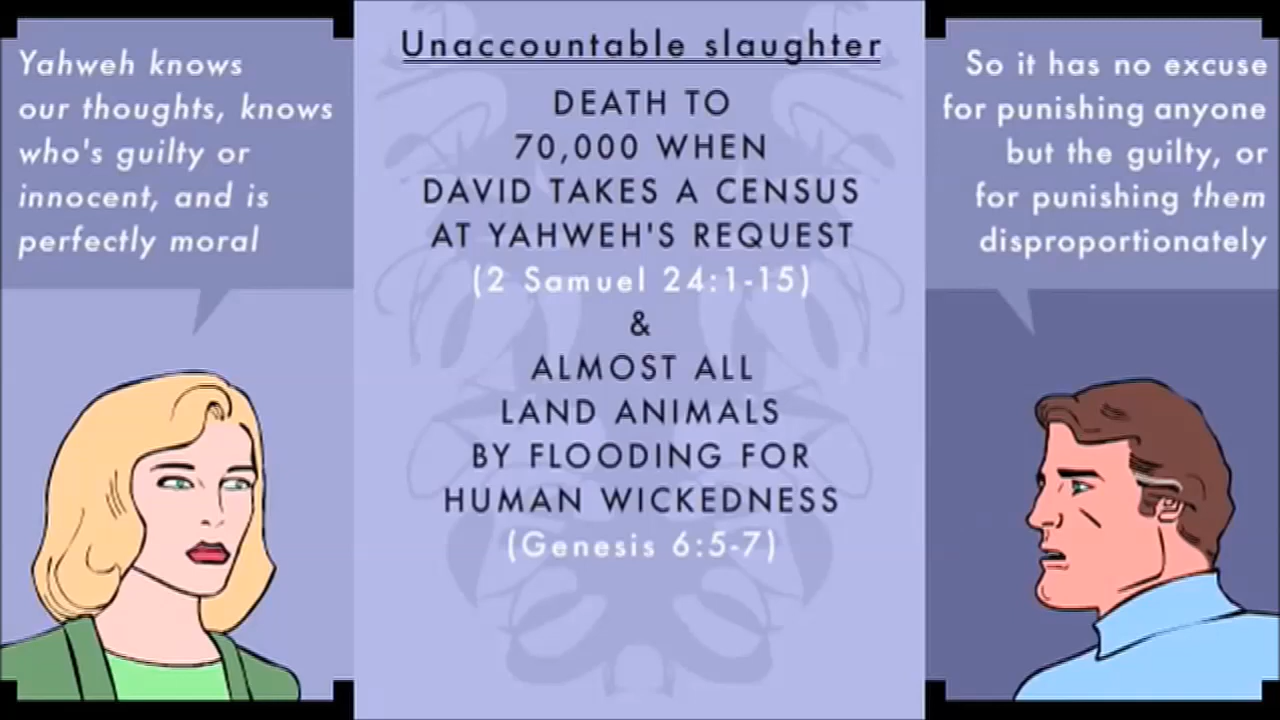 Yahweh knows
our thoughts, knows
who's guilty or
innocent, and is
perfectly moral
Unaccountable slaughter
DEATH TO
70,000 WHEN
DAVID TAKES A CENSUS
AT YAHWEH'S REQUEST
(2 Samuel 24:1-15)
&
ALMOST ALL
LAND ANIMALS
BY FLOODING FOR
HUMAN WICKEDNESS
(Genesis 6:5-7)
So it has no excuse
for punishing anyone
but the guilty, or
for punishing them
disproportionately